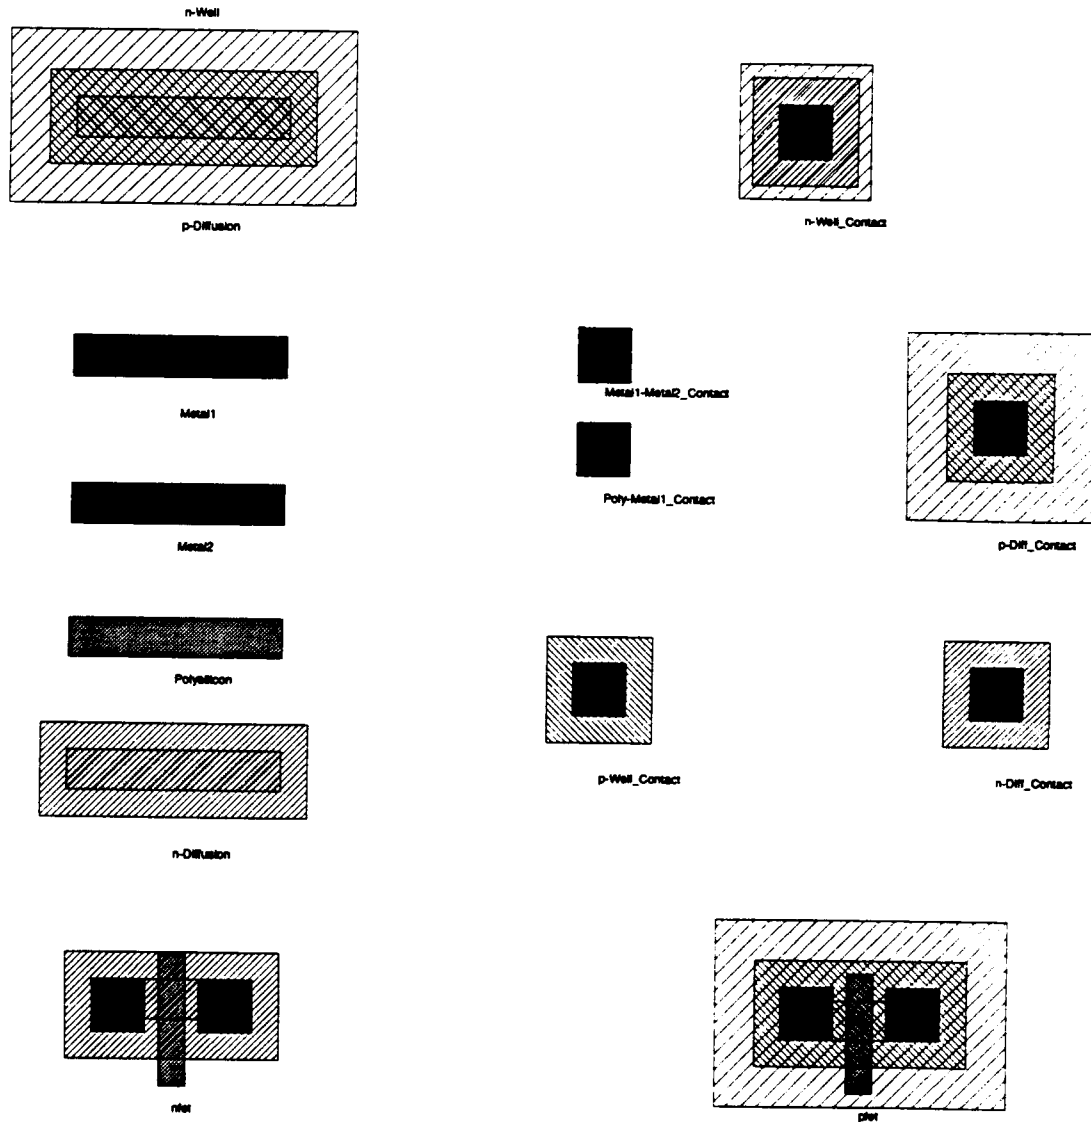 n-Well
p-Diffusion
n-Well_Contact
Metal1
Metal1-Metal2_Contact
Poly-Metal1_Contact
p-Diff_Contact
Metal2
Polysilicon
p-Well_Contact
n-Diff_Contact
n-Diffusion
nfet
pfet